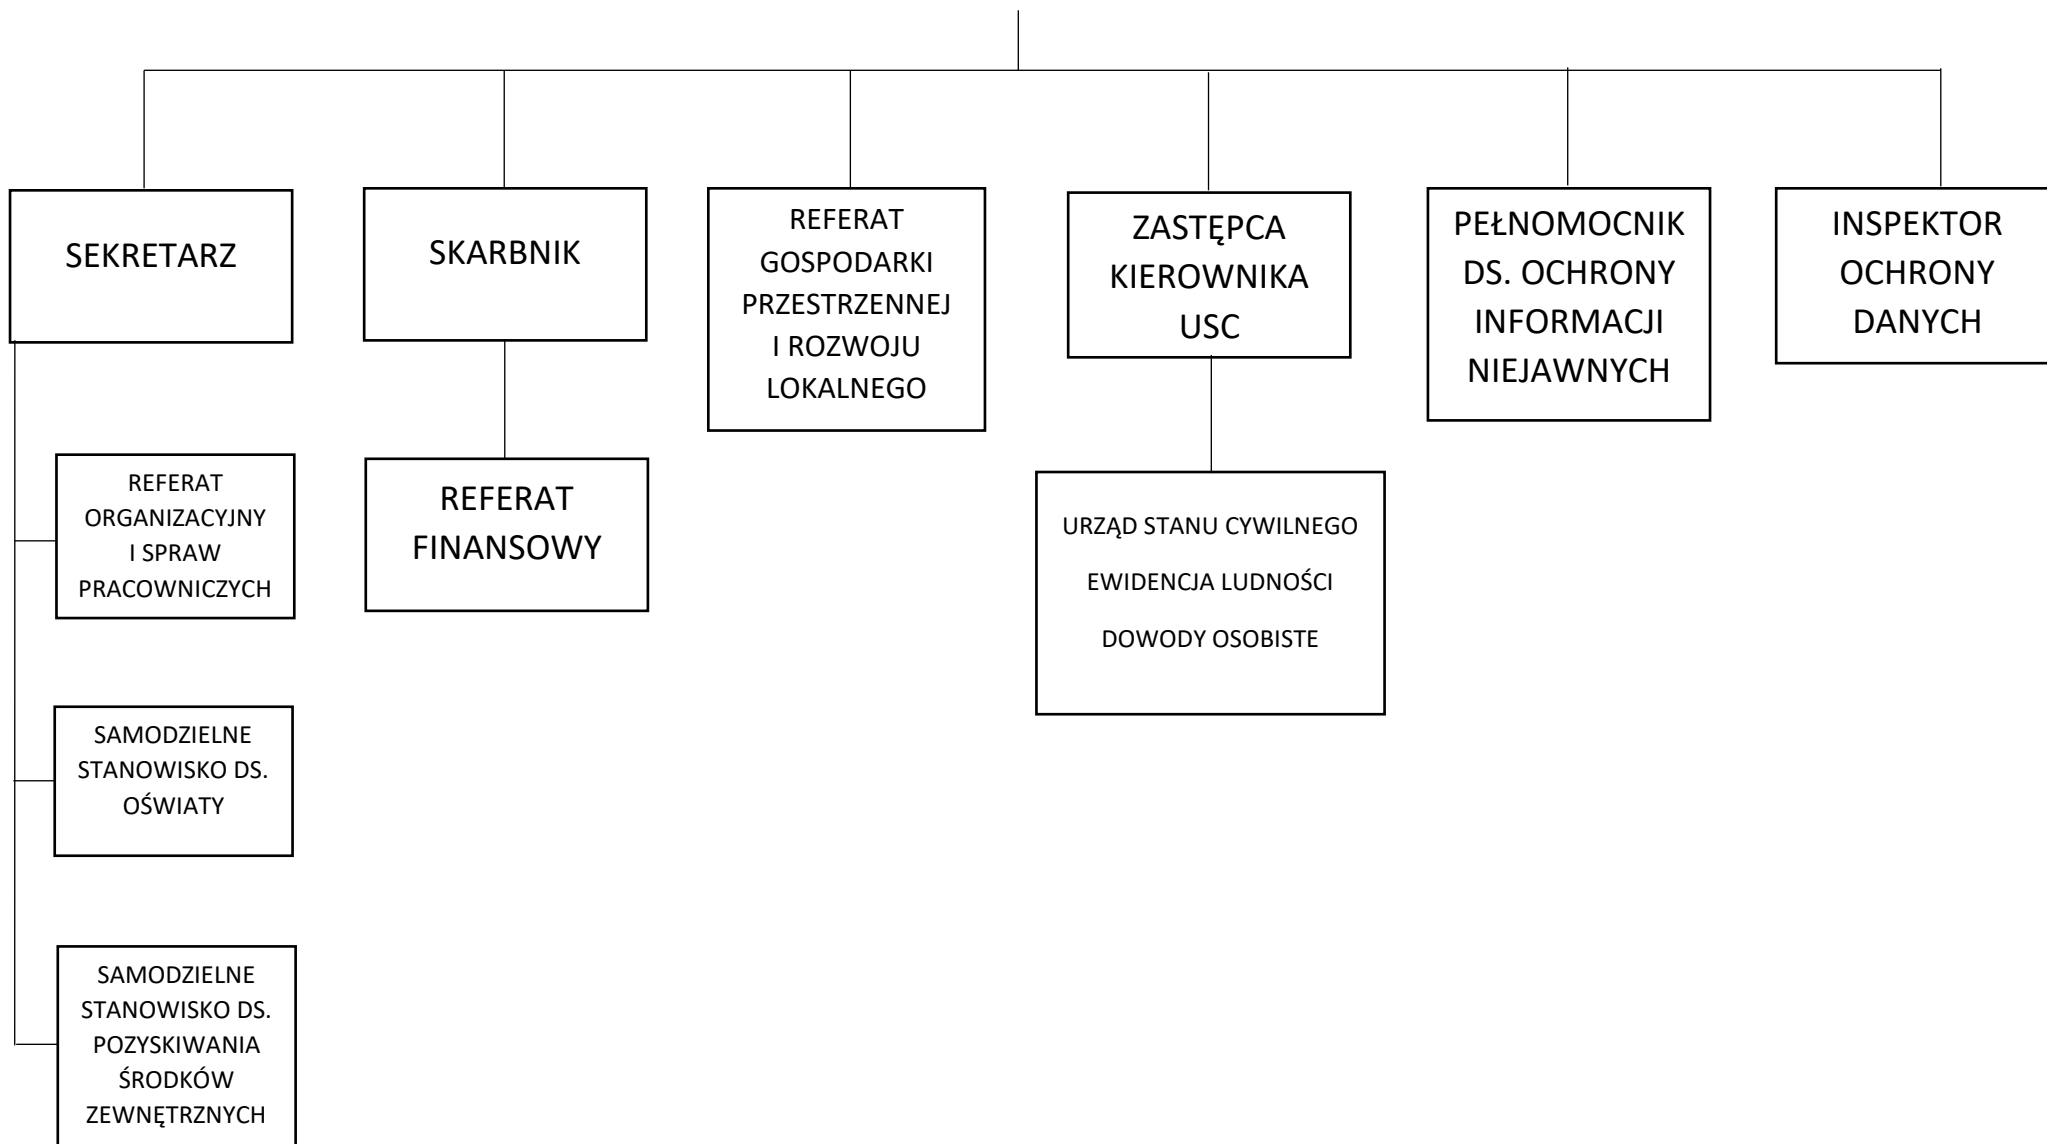 SEKRETARZ
SKARBNIK
REFERAT
GOSPODARKI
PRZESTRZENNEJ
I ROZWOJU
LOKALNEGO
ZASTĘPCA
KIEROWNIKA
USC
PEŁNOMOCNIK
DS. OCHRONY
INFORMACJI
NIEJAWNYCH
INSPEKTOR
OCHRONY
DANYCH
REFERAT
ORGANIZACYJNY
I SPRAW
PRACOWNICZYCH
REFERAT
FINANSOWY
URZĄD STANU CYWILNEGO
EWIDENCJA LUDNOŚCI
DOWODY OSOBISTE
SAMODZIELNE
STANOWISKO DS.
OŚWIATY
SAMODZIELNE
STANOWISKO DS.
POZYSKIWANIA
ŚRODKÓW
ZEWNĘTRZNYCH